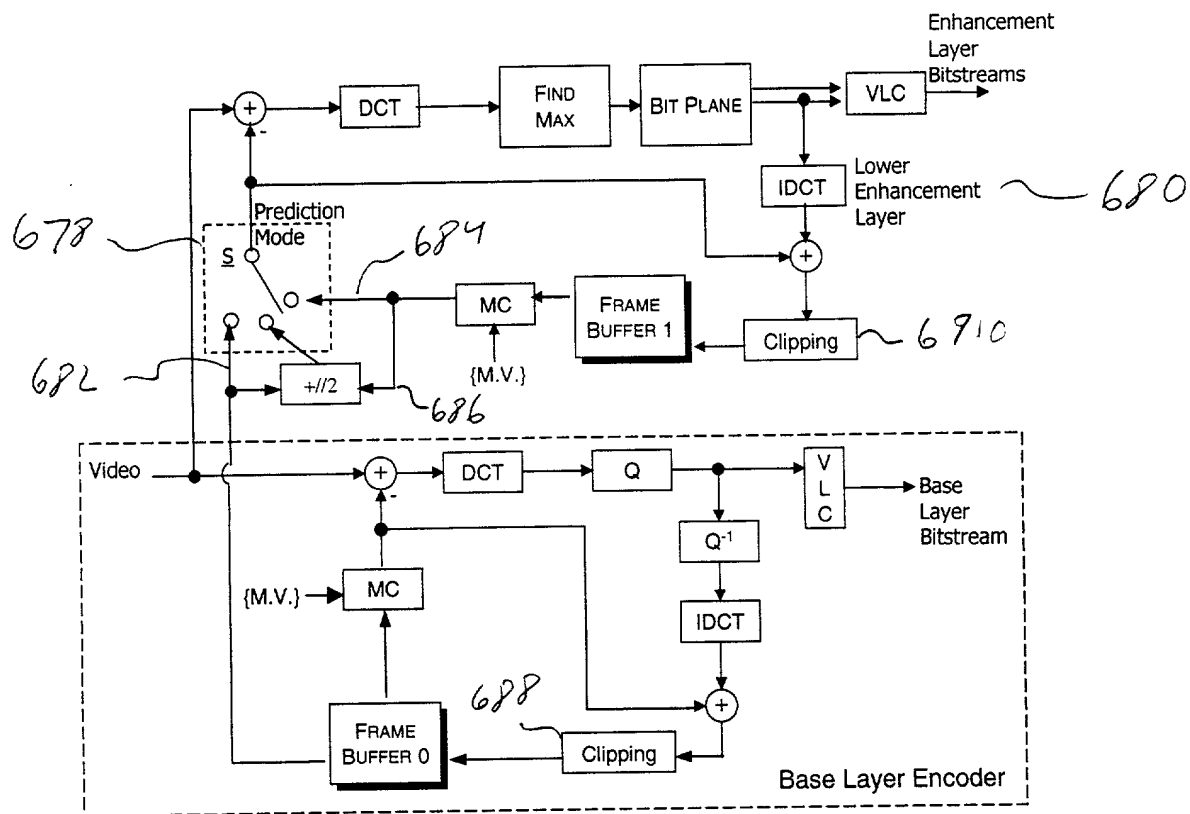 Enhancement
Layer
Bitstreams
+
-
DCT
FIND
MAX
BIT PLANE
VLC
IDCT
Lower
Enhancement
Layer
680
Prediction
Mode
678
S
684
+
MC
FRAME
BUFFER 1
Clipping
6910
{M.V.}
682
+//2
686
Video
+
-
DCT
Q
V
L
C
Base
Layer
Bitstream
Q-1
{M.V.}
MC
IDCT
688
+
FRAME
BUFFER 0
Clipping
Base Layer Encoder